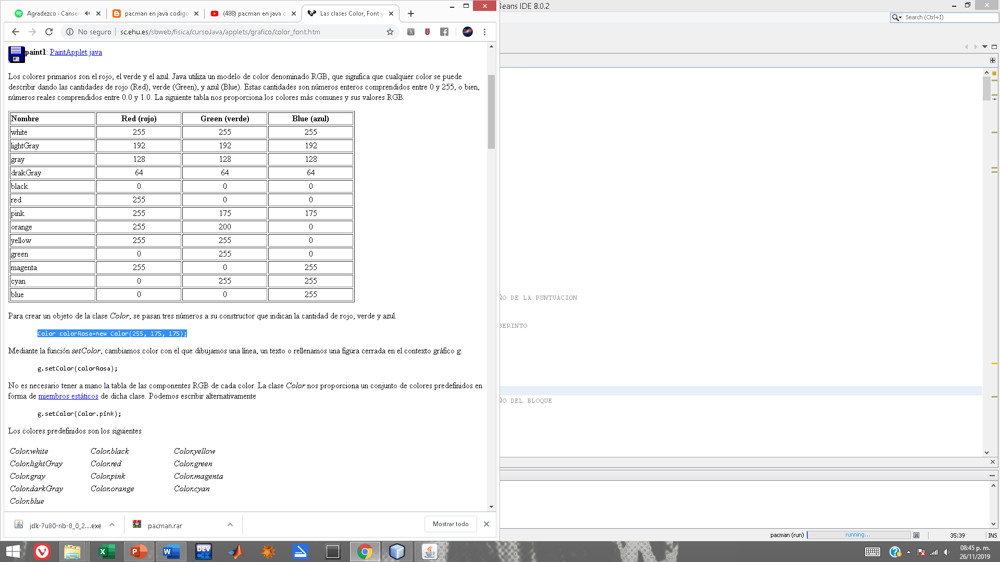 Agradezco · Canser
pacman en java codigo
(488) pacman en java c
Las clases Color, Font y
Beans IDE 8.0.2
Search (Ctrl+I)
No seguro
sc.ehu.es/sbweb/fisica/cursoJava/applets/grafico/color_font.htm
paint1: PaintApplet.java
Los colores primarios son el rojo, el verde y el azul. Java utiliza un modelo de color denominado RGB, que significa que cualquier color se puede
describir dando las cantidades de rojo (Red), verde (Green), y azul (Blue). Estas cantidades son números enteros comprendidos entre 0 y 255, o bien,
números reales comprendidos entre 0.0 y 1.0. La siguiente tabla nos proporciona los colores más comunes y sus valores RGB.
Nombre Red (rojo) Green (verde) Blue (azul)
white 255 255 255
lightGray 192 192 192
gray 128 128 128
drakGray 64 64 64
black 0 0 0
red 255 0 0
pink 255 175 175
orange 255 200 0
yellow 255 255 0
green 0 255 0
magenta 255 0 255
cyan 0 255 255
blue 0 0 255
Para crear un objeto de la clase Color, se pasan tres números a su constructor que indican la cantidad de rojo, verde y azul.
Color colorRosa=new Color(255, 175, 175);
Mediante la función setColor, cambiamos color con el que dibujamos una línea, un texto o rellenamos una figura cerrada en el contexto gráfico g.
g.setColor(colorRosa);
No es necesario tener a mano la tabla de las componentes RGB de cada color. La clase Color nos proporciona un conjunto de colores predefinidos en
forma de miembros estáticos de dicha clase. Podemos escribir alternativamente
g.setColor(Color.pink);
Los colores predefinidos son los siguientes
Color.white Color.black Color.yellow
Color.lightGray Color.red Color.green
Color.gray Color.pink Color.magenta
Color.darkGray Color.orange Color.cyan
Color.blue
ÑO DE LA PUNTUACION
BERINTO
ÑO DEL BLOQUE
jdk-7u80-nb-8_0_2....exe
pacman.rar
Mostrar todo
pacman (run)
running...
35:39
INS
DEV C++
08:45 p. m.
26/11/2019